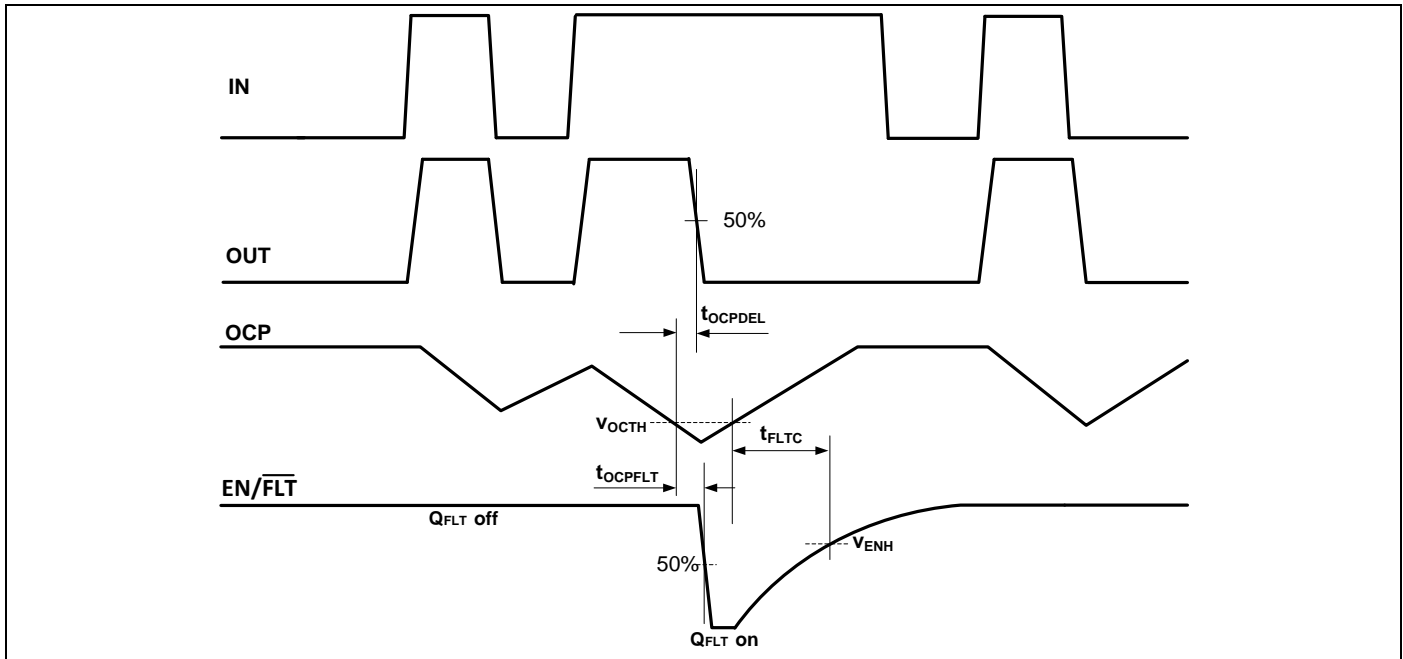 IN
50%
OUT
tOCPDEL
OCP
vOCTH
tFLTC
tOCPFLT
EN/FLT
QFLT off
vENH
50%
QFLT on